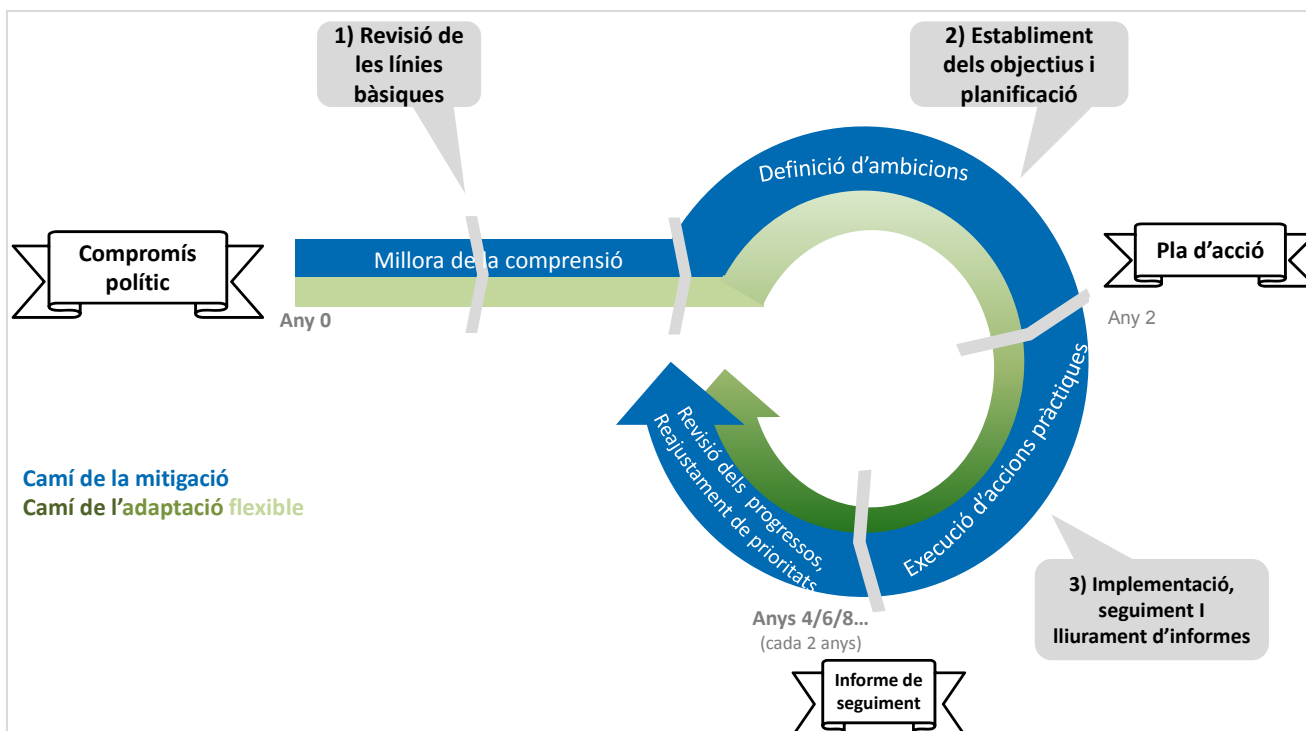 1) Revisió de
les línies
bàsiques
2) Establiment
dels objectius i
planificació
Definició d’ambicions
Compromís
polític
Millora de la comprensió
Pla d’acció
Any 0
Any 2
Execució d’accions pràctiques
Revisió dels progressos,
Reajustament de prioritats
Camí de la mitigació
Camí de l’adaptació flexible
3) Implementació,
seguiment I
lliurament d’informes
Anys 4/6/8…
(cada 2 anys)
Informe de
seguiment